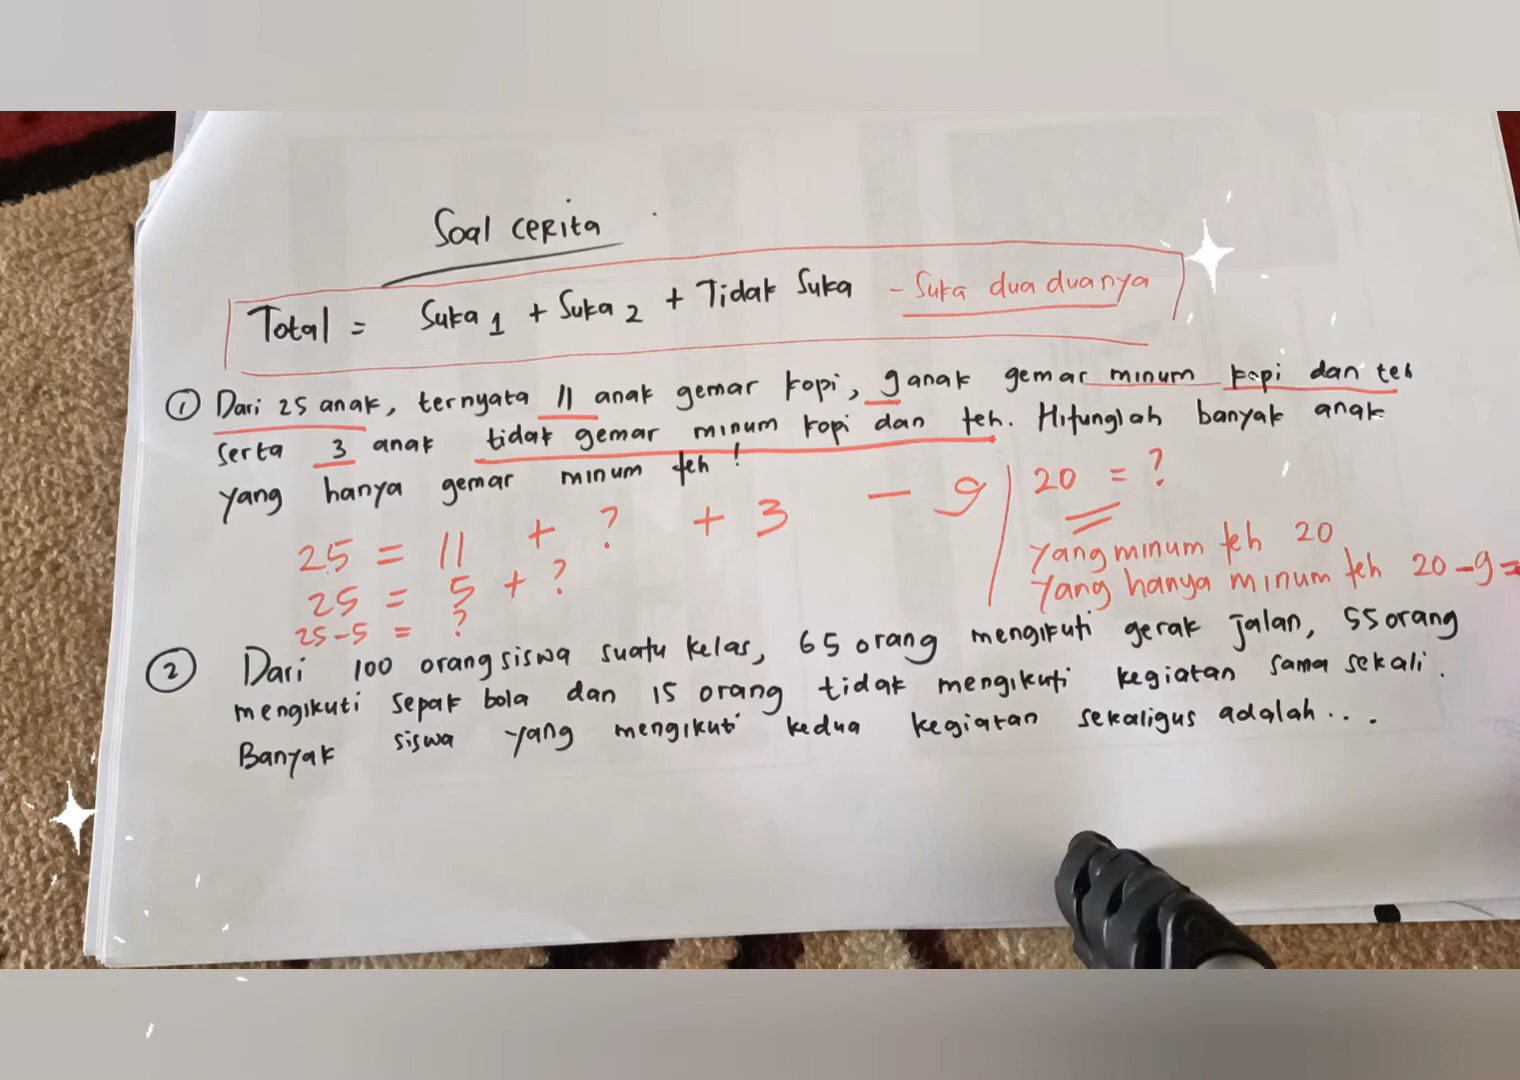 Soal cerita
Total = Suka 1 + Suka 2 + Tidak Suka - Suka dua duanya
① Dari 25 anak, ternyata 11 anak gemar kopi, 9 anak gemar minum kopi dan teh
serta 3 anak tidak gemar minum kopi dan teh. Hitunglah banyak anak
yang hanya gemar minum teh !
25 = 11 + ? + 3 - 9
25 = 5 + ?
25-5 = ?
20 = ?
yang minum teh 20
yang hanya minum teh 20-9=
② Dari 100 orang siswa suatu kelas, 65 orang mengikuti gerak jalan, 55 orang
mengikuti sepak bola dan 15 orang tidak mengikuti kegiatan sama sekali.
Banyak siswa yang mengikuti kedua kegiatan sekaligus adalah...